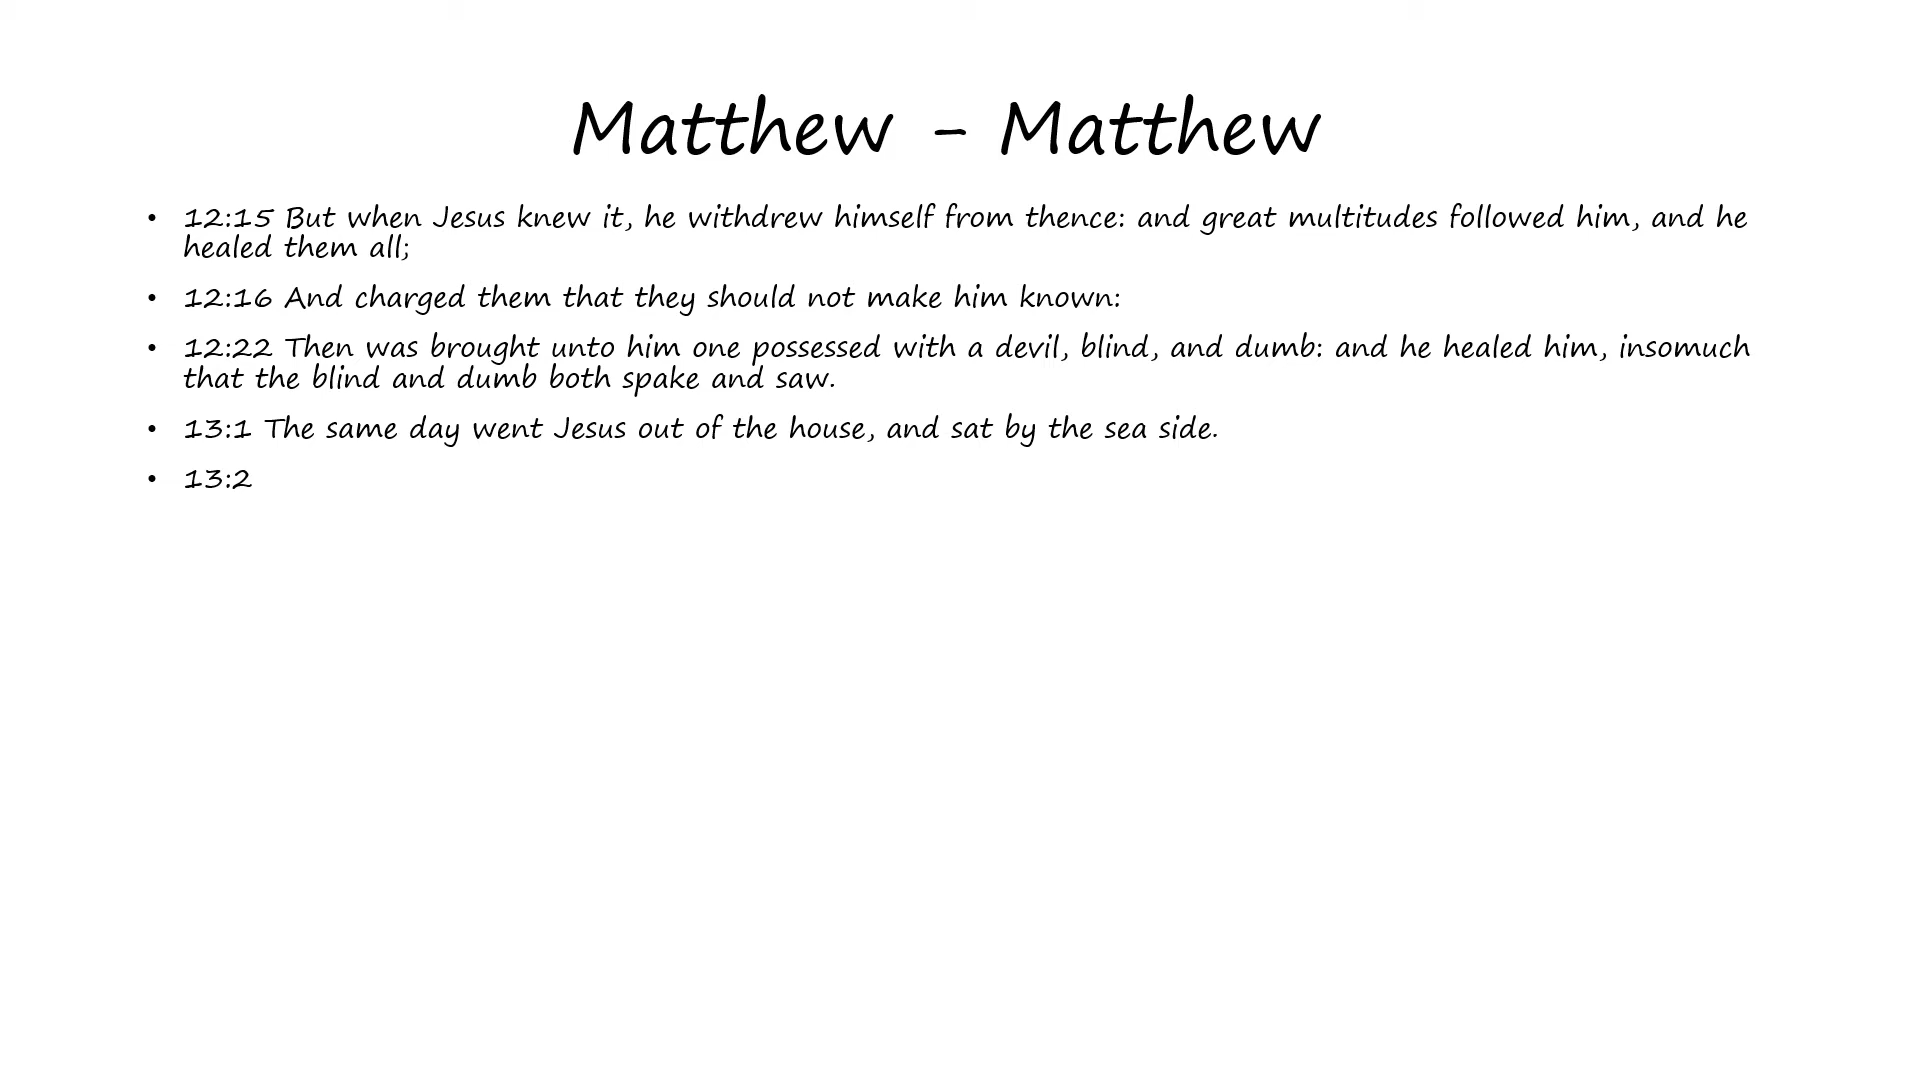 Matthew - Matthew
• 12:15 But when Jesus knew it, he withdrew himself from thence: and great multitudes followed him, and he
healed them all;
• 12:16 And charged them that they should not make him known:
• 12:22 Then was brought unto him one possessed with a devil, blind, and dumb: and he healed him, insomuch
that the blind and dumb both spake and saw.
• 13:1 The same day went Jesus out of the house, and sat by the sea side.
• 13:2